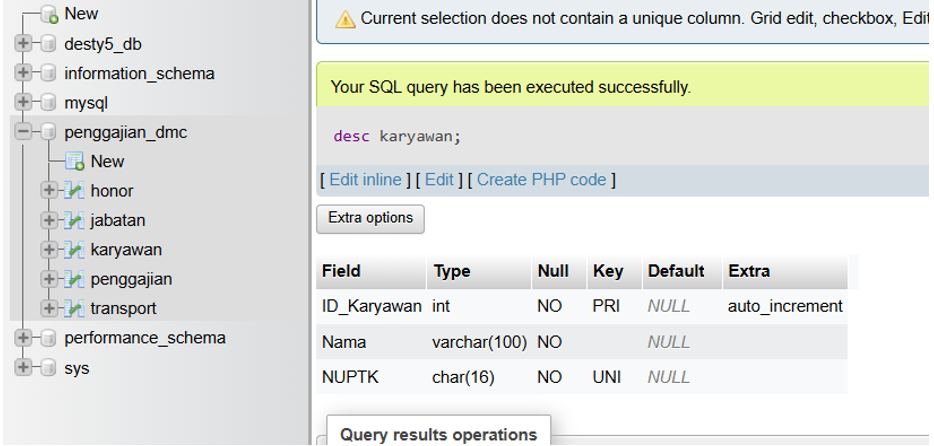 New
desty5_db
information_schema
mysql
penggajian_dmc
New
honor
jabatan
karyawan
penggajian
transport
performance_schema
sys
Current selection does not contain a unique column. Grid edit, checkbox, Edit
Your SQL query has been executed successfully.
desc karyawan;
[ Edit inline ] [ Edit ] [ Create PHP code ]
Extra options
Field Type Null Key Default Extra
ID_Karyawan int NO PRI NULL auto_increment
Nama varchar(100) NO NULL
NUPTK char(16) NO UNI NULL
Query results operations